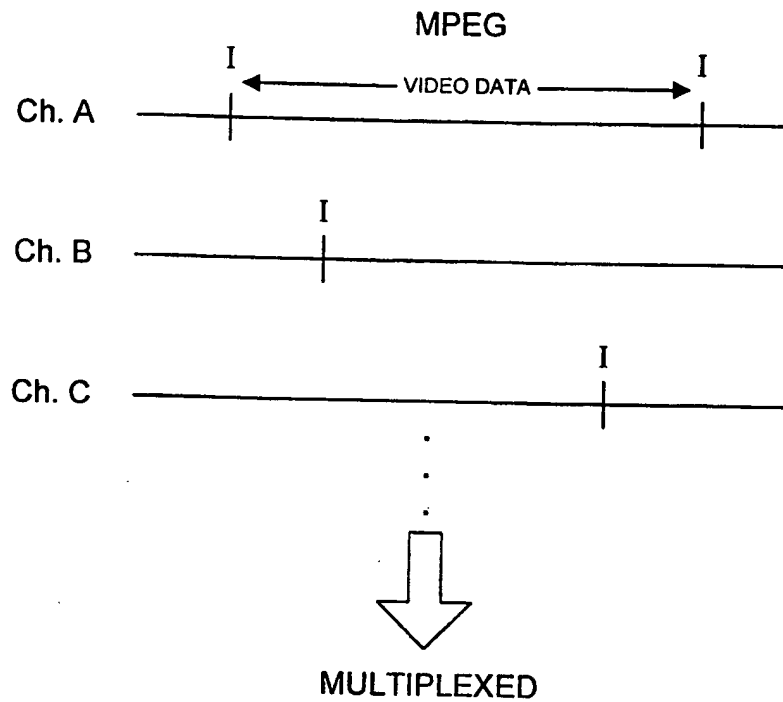 MPEG
I I
VIDEO DATA
Ch. A
I
Ch. B
I
Ch. C
MULTIPLEXED